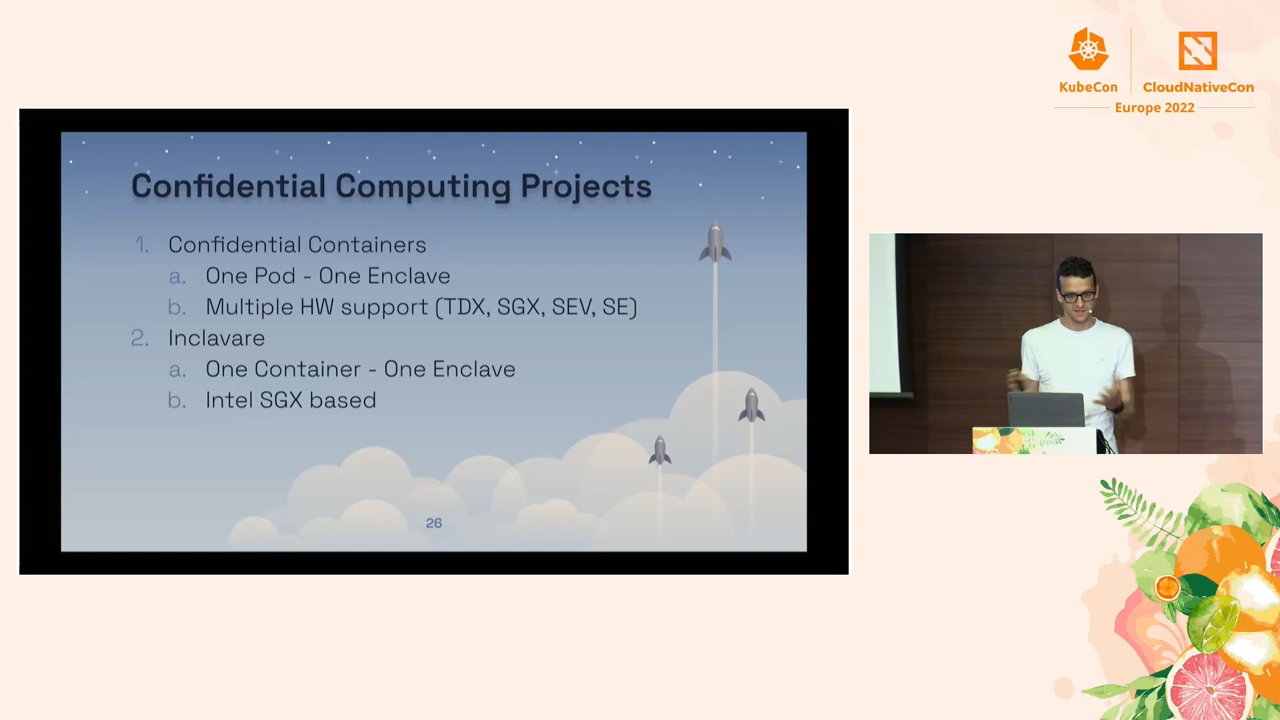 KubeCon
CloudNativeCon
Europe 2022
Confidential Computing Projects
1. Confidential Containers
a. One Pod - One Enclave
b. Multiple HW support (TDX, SGX, SEV, SE)
2. Inclavare
a. One Container - One Enclave
b. Intel SGX based
26